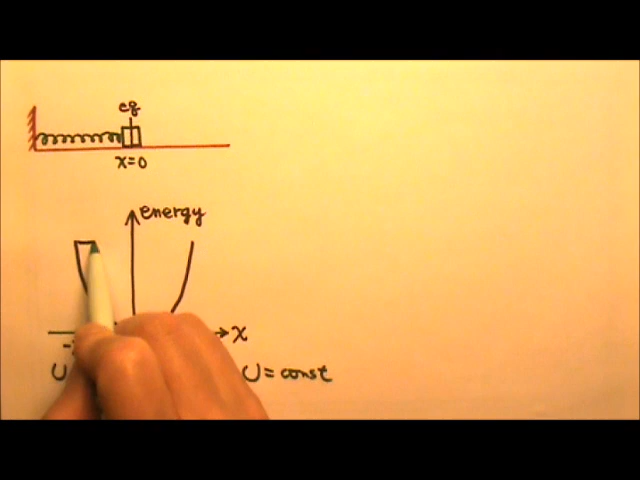 eq
x=0
energy
x
U
U = const